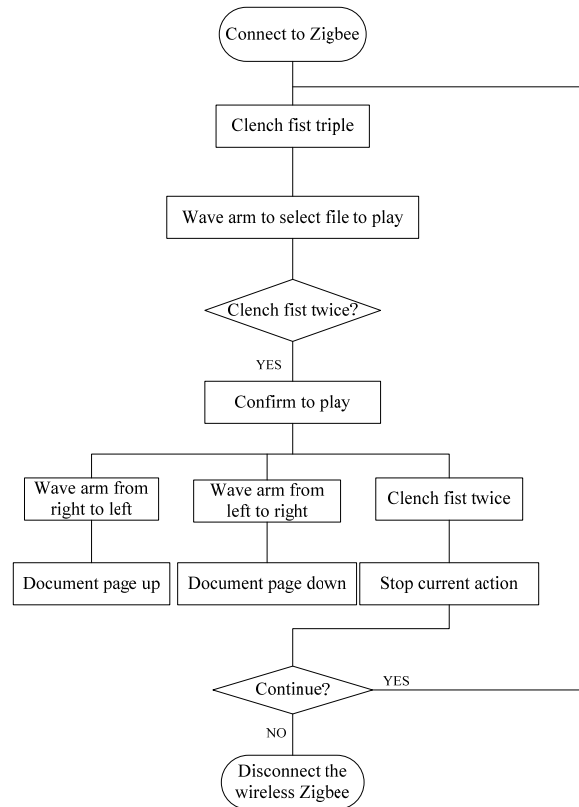 Connect to Zigbee
Clench fist triple
Wave arm to select file to play
Clench fist twice?
YES
Confirm to play
Wave arm from
right to left
Wave arm from
left to right
Clench fist twice
Document page up
Document page down
Stop current action
Continue?
YES
NO
Disconnect the
wireless Zigbee